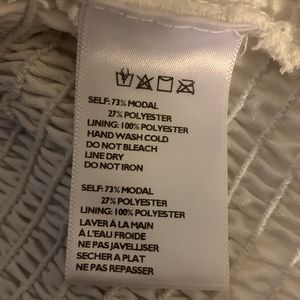 SELF: 73% MODAL
27% POLYESTER
LINING: 100% POLYESTER
HAND WASH COLD
DO NOT BLEACH
LINE DRY
DO NOT IRON
SELF: 73% MODAL
27% POLYESTER
LINING: 100% POLYESTER
LAVER À LA MAIN
À L'EAU FROIDE
NE PAS JAVELLISER
SECHER A PLAT
NE PAS REPASSER